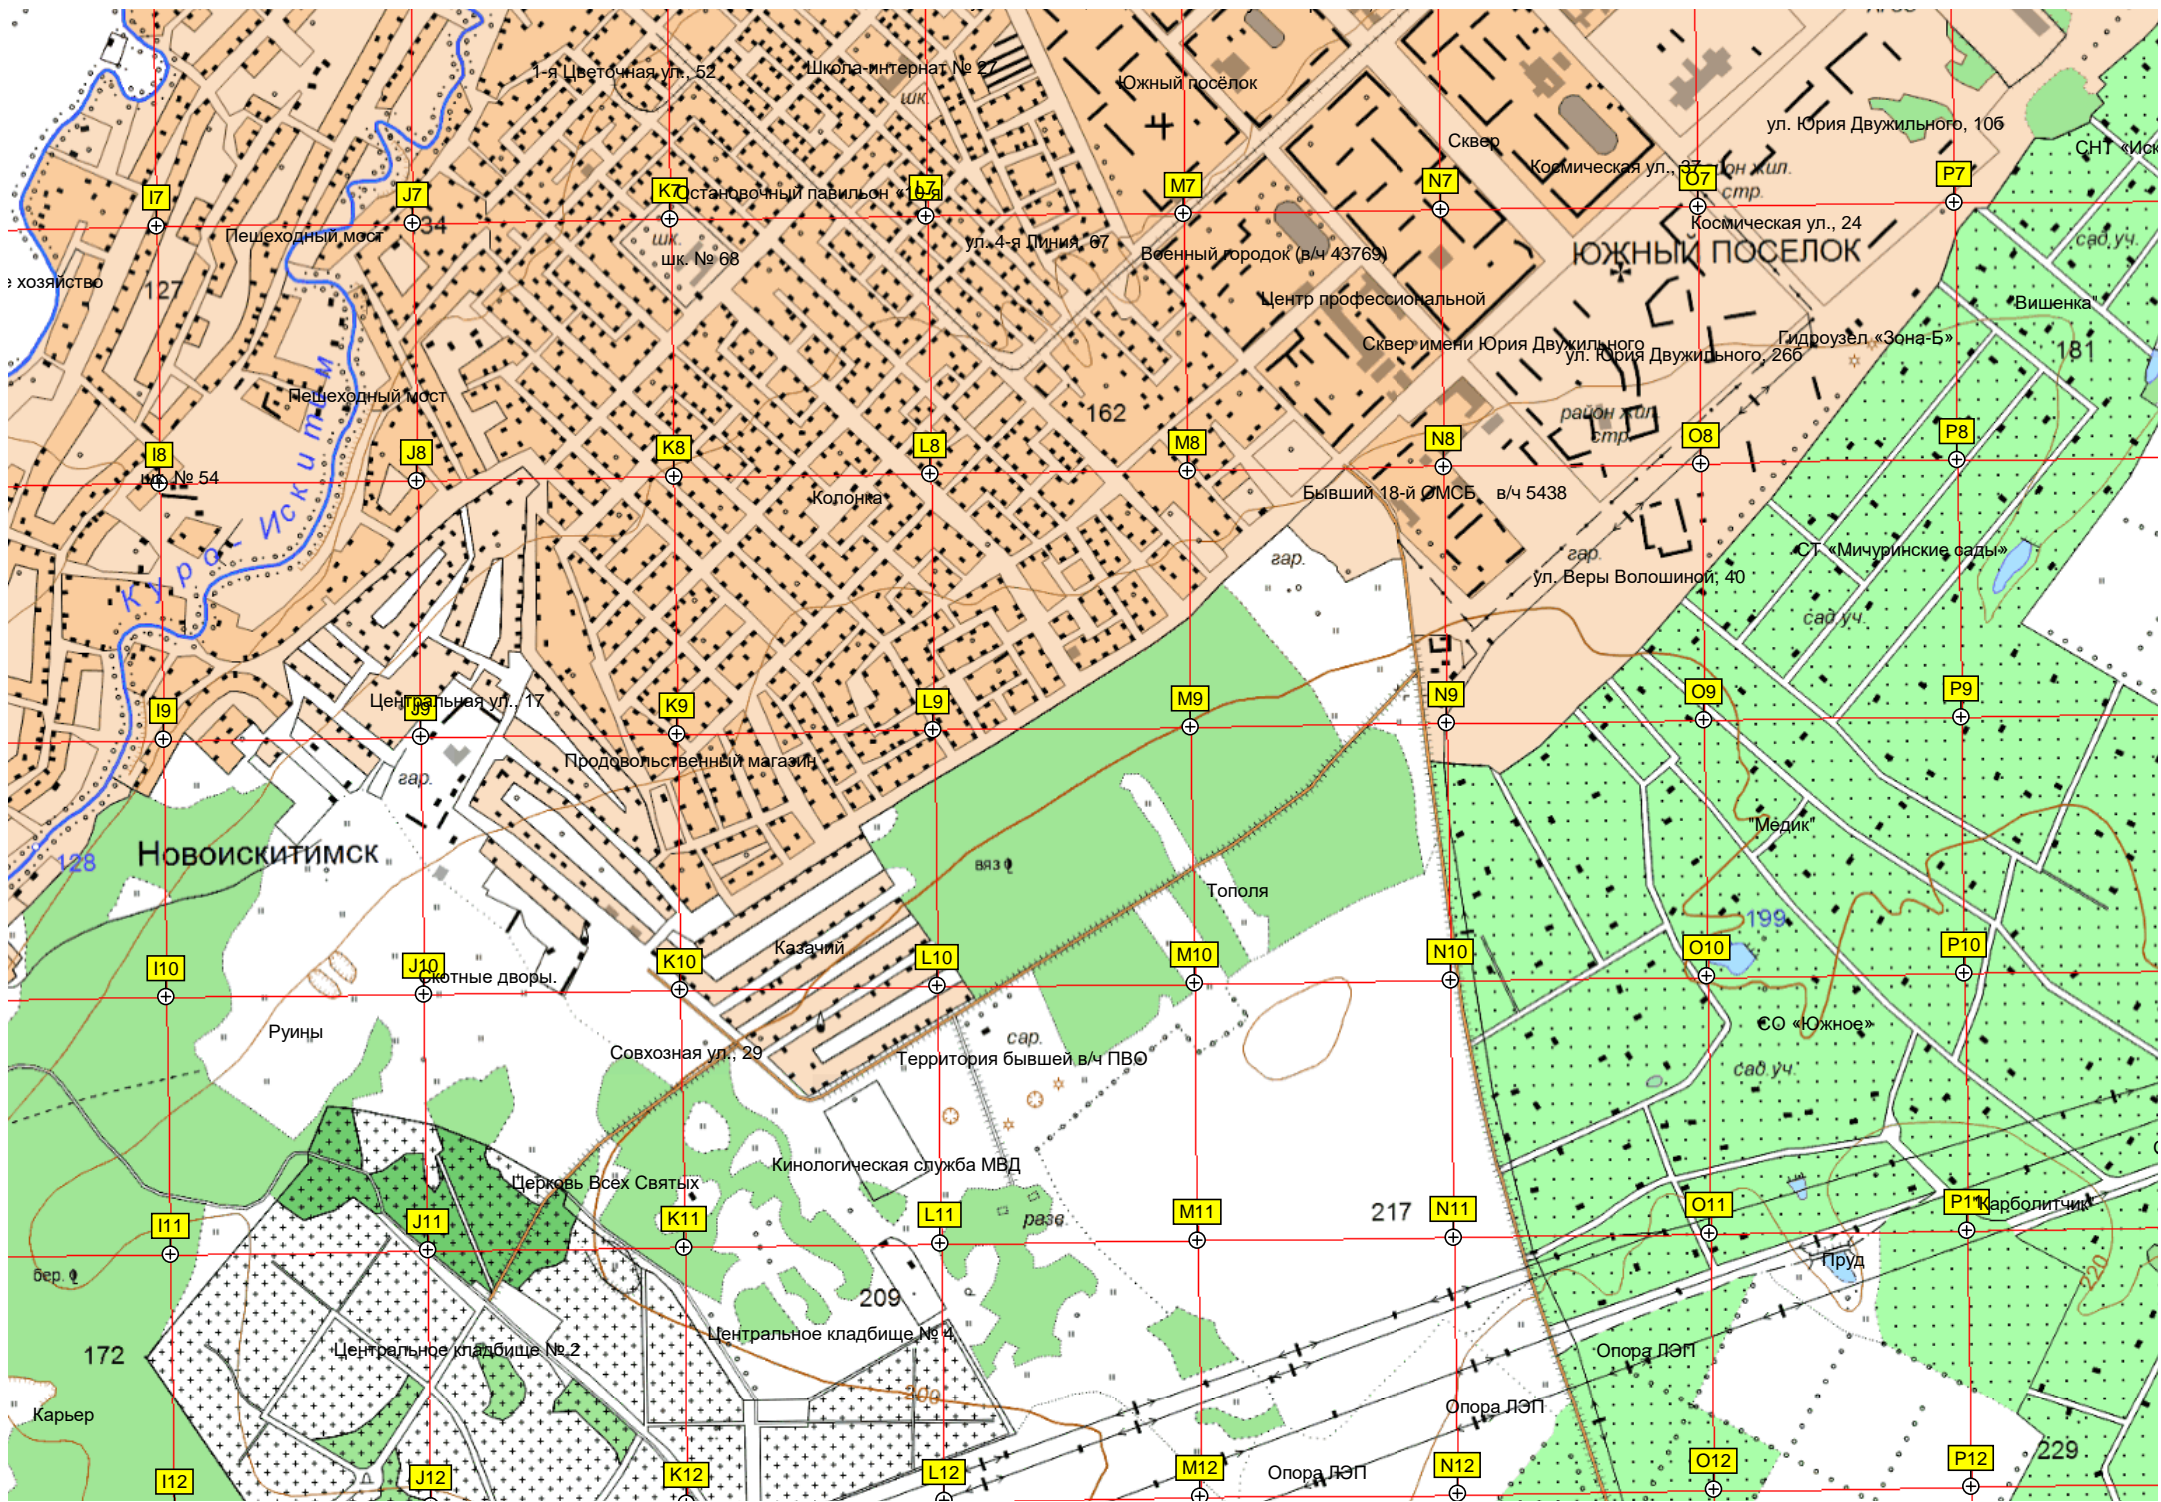 1-я Цветочная ул., 52
Школа-интернат № 27
шк.
Южный посёлок
ул. Юрия Двужильного, 10б
Сквер
СНТ «Иск
Космическая ул., 37
стр.
I7
J7
K7
Остановочный павильон «10-я
L7
M7
N7
O7
P7
134
Пешеходный мост
шк.
шк. № 68
ул. 4-я Линия, 67
Военный городок (в/ч 43769)
Космическая ул., 24
ЮЖНЫЙ ПОСЕЛОК
сад.уч.
хозяйство
127
Центр профессиональной
Вишенка"
Сквер имени Юрия Двужильного
ул. Юрия Двужильного, 26б
Гидроузел «Зона-Б»
181
Пешеходный мост
162
район жил.
стр.
I8
J8
K8
L8
M8
N8
O8
P8
шк. № 54
Колонка
Бывший 18-й ОМСБ
в/ч 5438
Куро-Искитим
гар.
гар.
СТ «Мичуринские сады»
ул. Веры Волошиной, 40
сад.уч.
Центральная ул., 17
I9
J9
K9
L9
M9
N9
O9
P9
Продовольственный магазин
гар.
"Медик"
Новоискитимск
128
вяз
Тополя
199
Казачий
I10
J10
K10
L10
M10
N10
O10
P10
Скотные дворы.
Руины
сар.
СО «Южное»
Совхозная ул., 29
Территория бывшей в/ч ПВО
сад.уч.
Кинологическая служба МВД
Церковь Всех Святых
I11
J11
K11
L11
M11
N11
O11
P11
"Карболитчик"
разв.
217
бер.
Пруд
220
209
172
Центральное кладбище № 2
Центральное кладбище № 4
Опора ЛЭП
200
Карьер
Опора ЛЭП
229
I12
J12
K12
L12
M12
Опора ЛЭП
N12
O12
P12